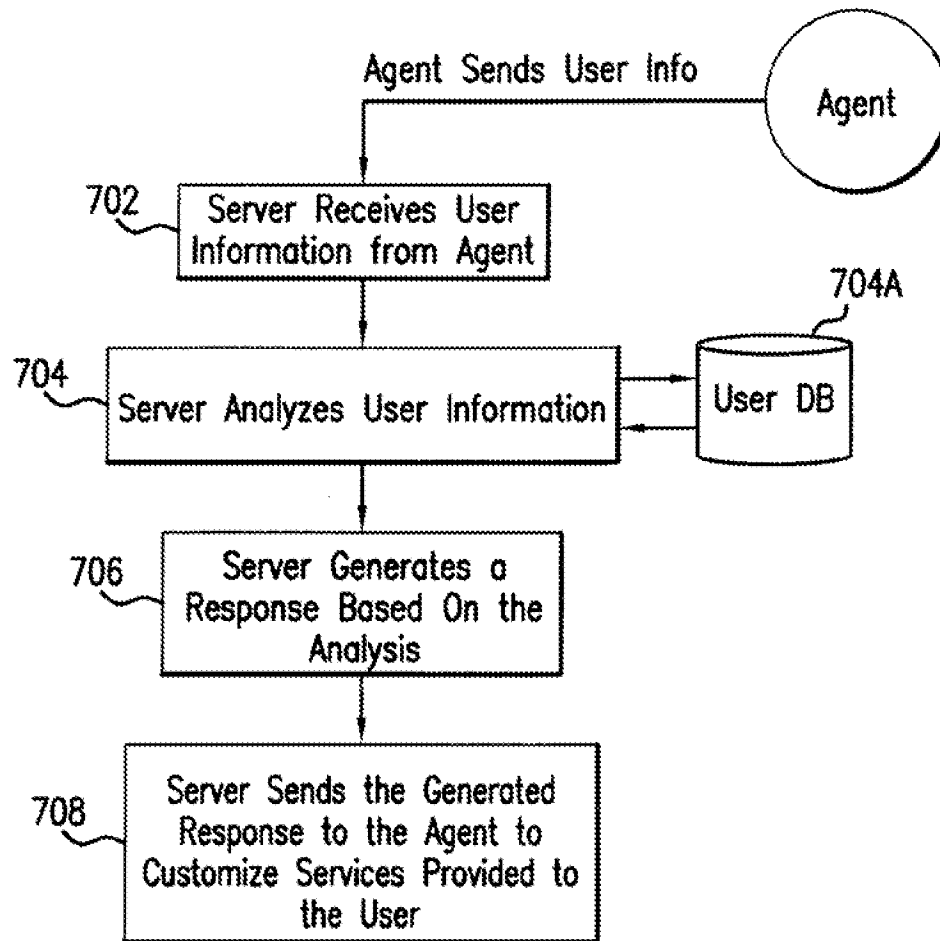 Agent Sends User Info
Agent
702
Server Receives User
Information from Agent
704A
704
Server Analyzes User Information
User DB
706
Server Generates a
Response Based On the
Analysis
708
Server Sends the Generated
Response to the Agent to
Customize Services Provided to
the User